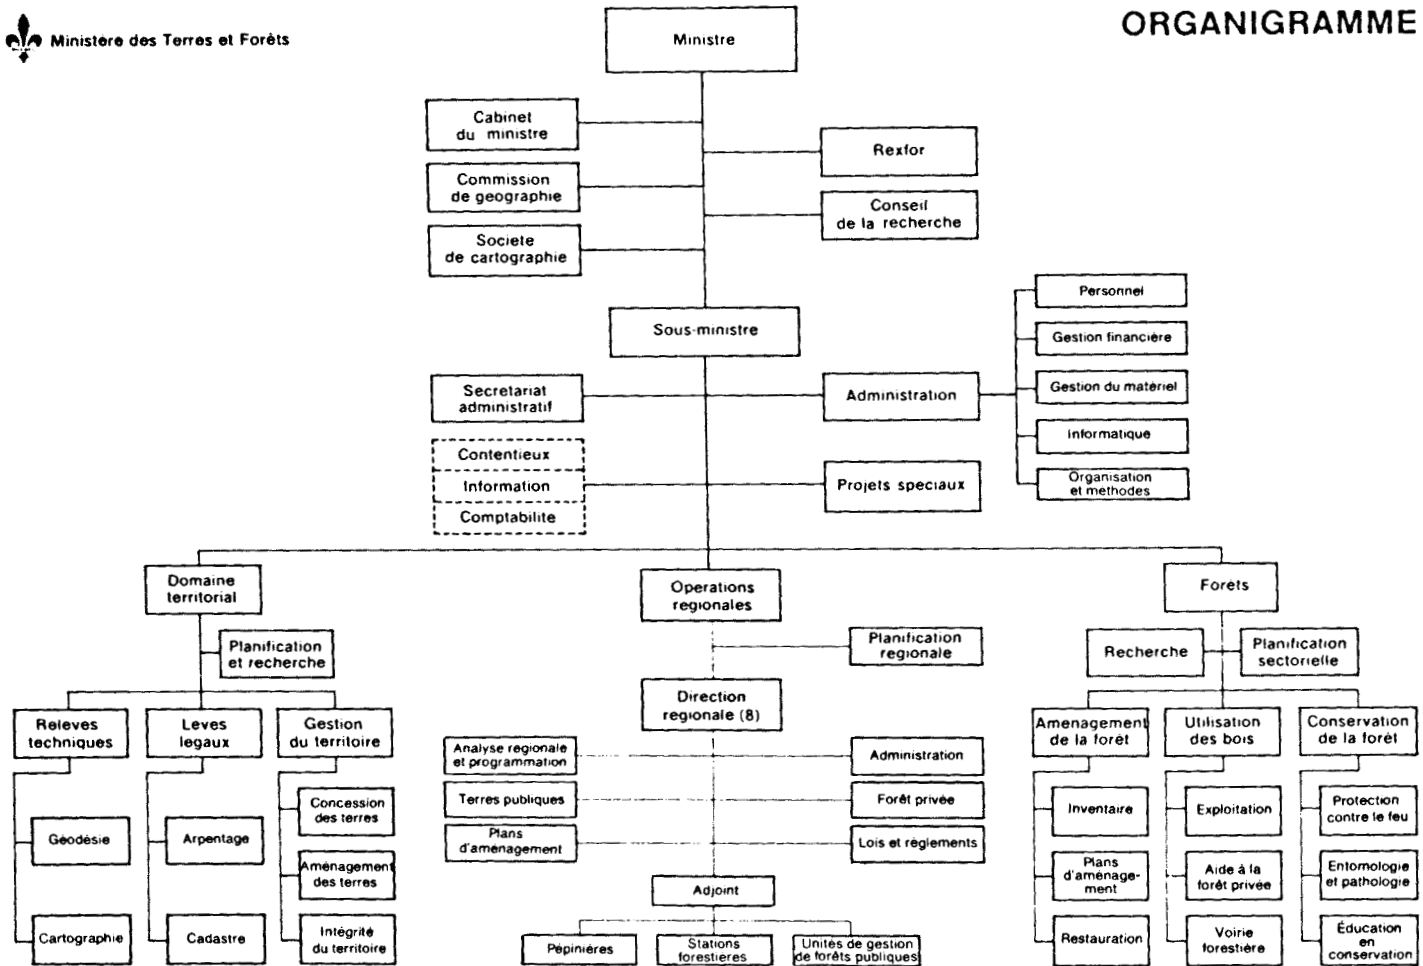 Ministère des Terres et Forêts
ORGANIGRAMME
Ministre
Cabinet
du ministre
Rexfor
Commission
de geographie
Conseil
de la recherche
Societe
de cartographie
Sous-ministre
Personnel
Gestion financière
Gestion du matériel
Informatique
Organisation
et methodes
Secretariat
administratif
Administration
Contentieux
Information
Comptabilite
Projets speciaux
Domaine
territorial
Planification
et recherche
Releves
techniques
Leves
legaux
Gestion
du territoire
Géodésie
Cartographie
Arpentage
Cadastre
Concession
des terres
Aménagement
des terres
Intégrité
du territoire
Operations
regionales
Planification
regionale
Direction
regionale (8)
Analyse regionale
et programmation
Administration
Terres publiques
Forêt privée
Plans
d'aménagement
Lois et règlements
Adjoint
Pépinières
Stations
forestieres
Unités de gestion
de forêts publiques
Forêts
Recherche
Planification
sectorielle
Amenagement
de la forêt
Utilisation
des bois
Conservation
de la forêt
Inventaire
Plans
d'aménage-
ment
Restauration
Exploitation
Aide à la
forêt privée
Voirie
forestière
Protection
contre le feu
Entomologie
et pathologie
Éducation
en
conservation